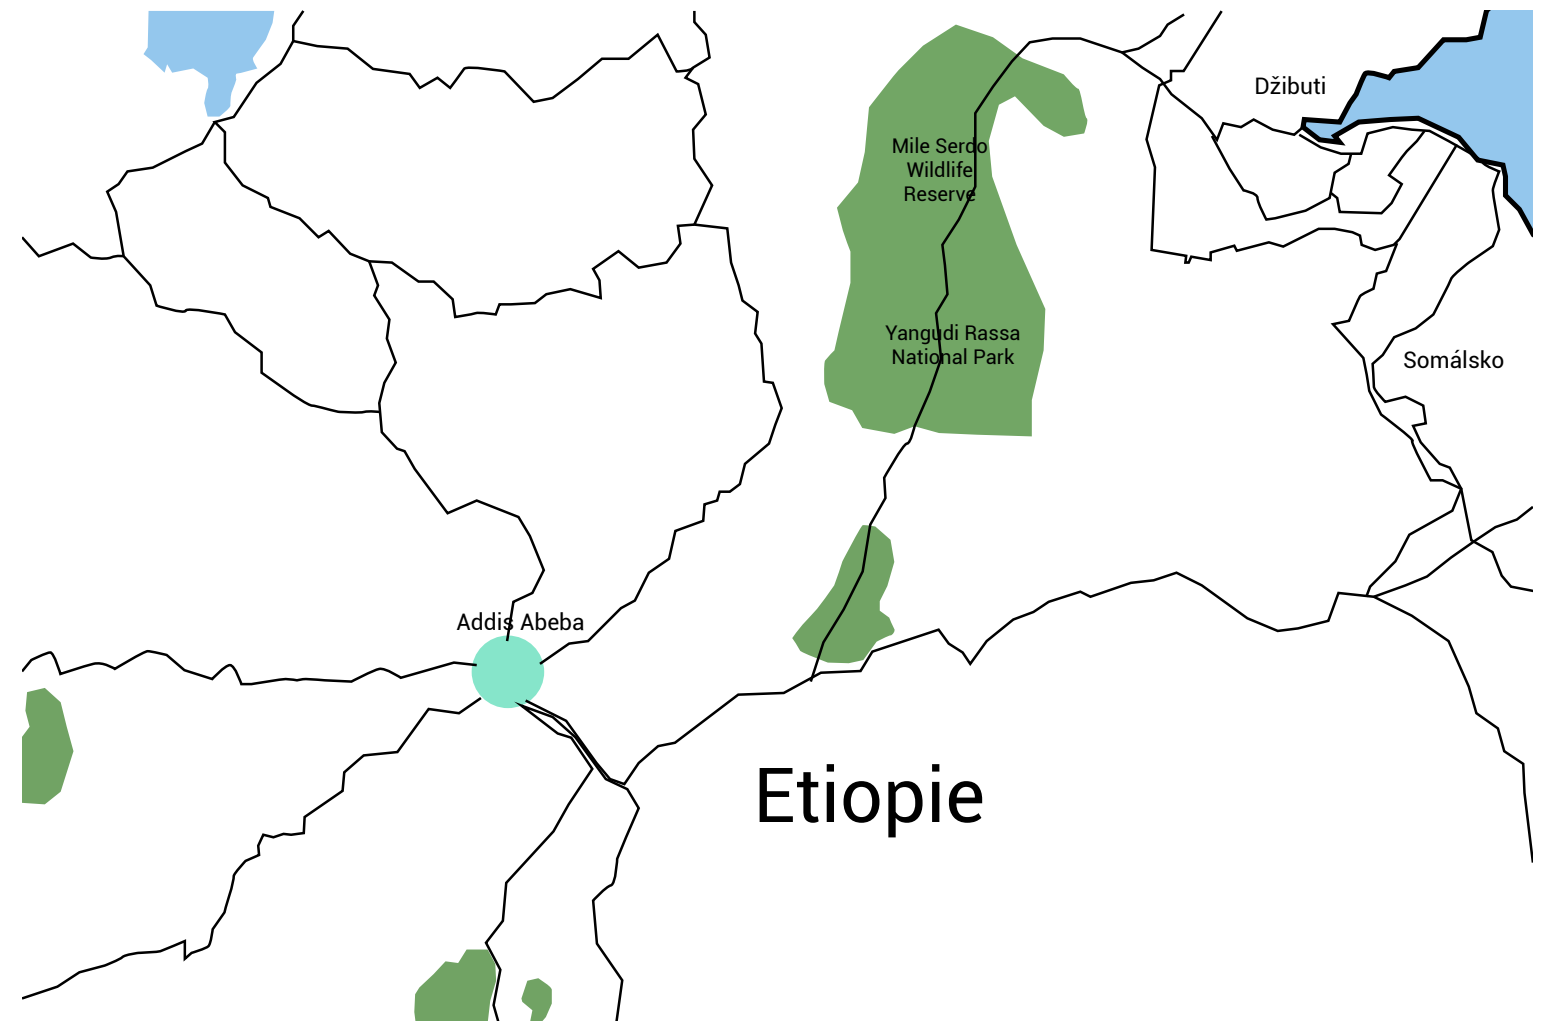 Džibuti
Mile Serdo
Wildlife
Reserve
Yangudi Rassa
National Park
Somálsko
Addis Abeba
Etiopie